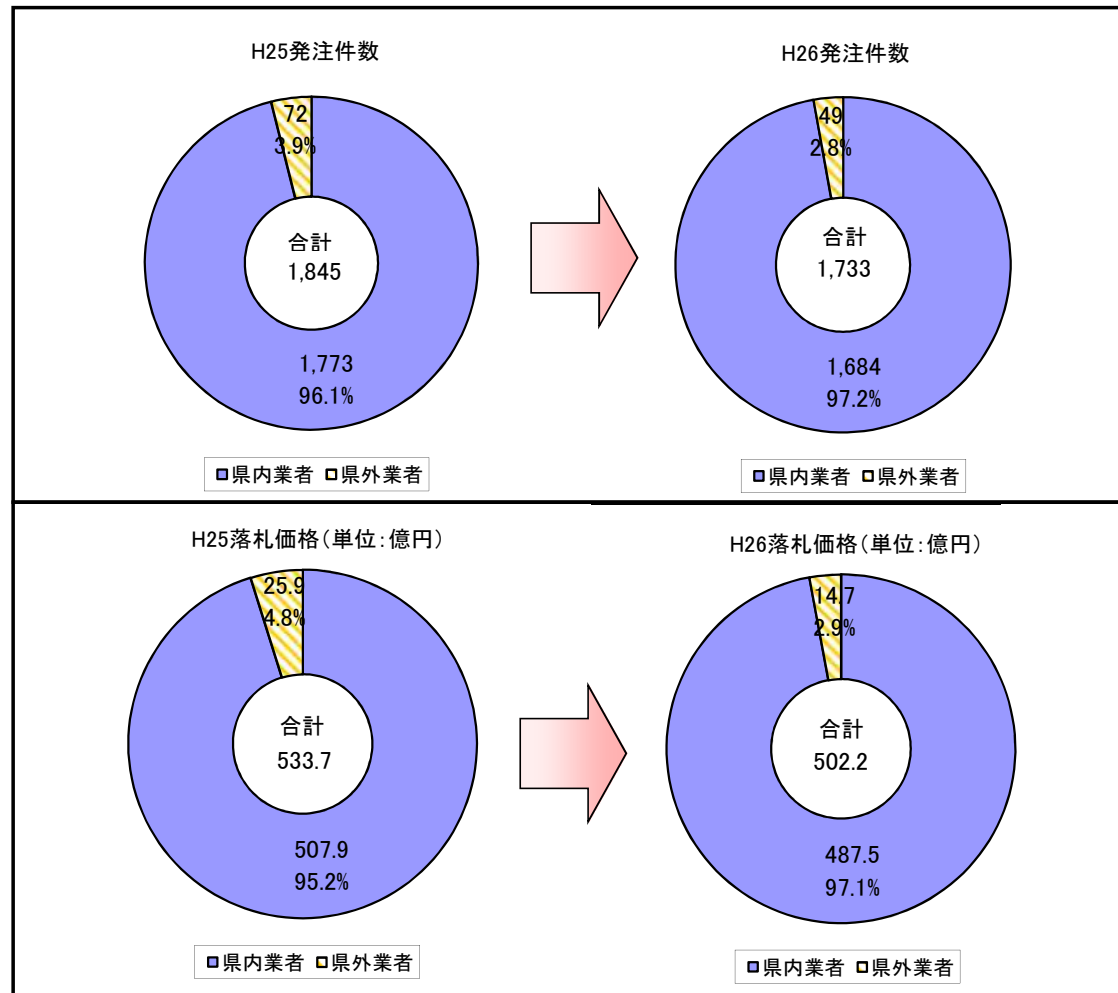 H25発注件数
72
3.9%
合計
1,845
1,773
96.1%
■県内業者 県外業者
H26発注件数
49
2.8%
合計
1,733
1,684
97.2%
■県内業者 県外業者
H25落札価格(単位:億円)
25.9
4.8%
合計
533.7
507.9
95.2%
■県内業者 県外業者
H26落札価格(単位:億円)
14.7
2.9%
合計
502.2
487.5
97.1%
■県内業者 県外業者